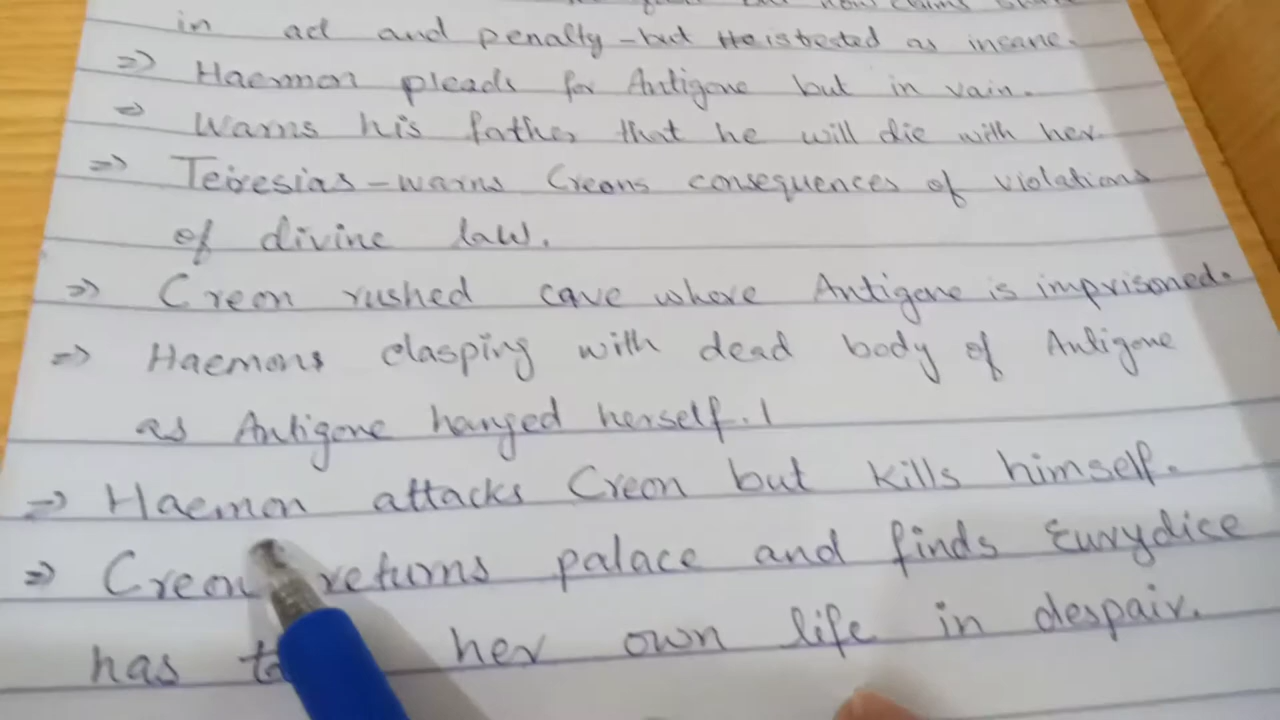 in act and penalty - but He is bested as insane.
⇒ Haemon pleads for Antigone but in vain.
⇒ Warns his father that he will die with her.
⇒ Teiresias - warns Creons consequences of violations
of divine law.
⇒ Creon rushed cave where Antigone is imprisoned.
⇒ Haemons clasping with dead body of Antigone
as Antigone hanged herself. |
⇒ Haemon attacks Creon but kills himself.
⇒ Creon returns palace and finds Eurydice
has her own life in despair.